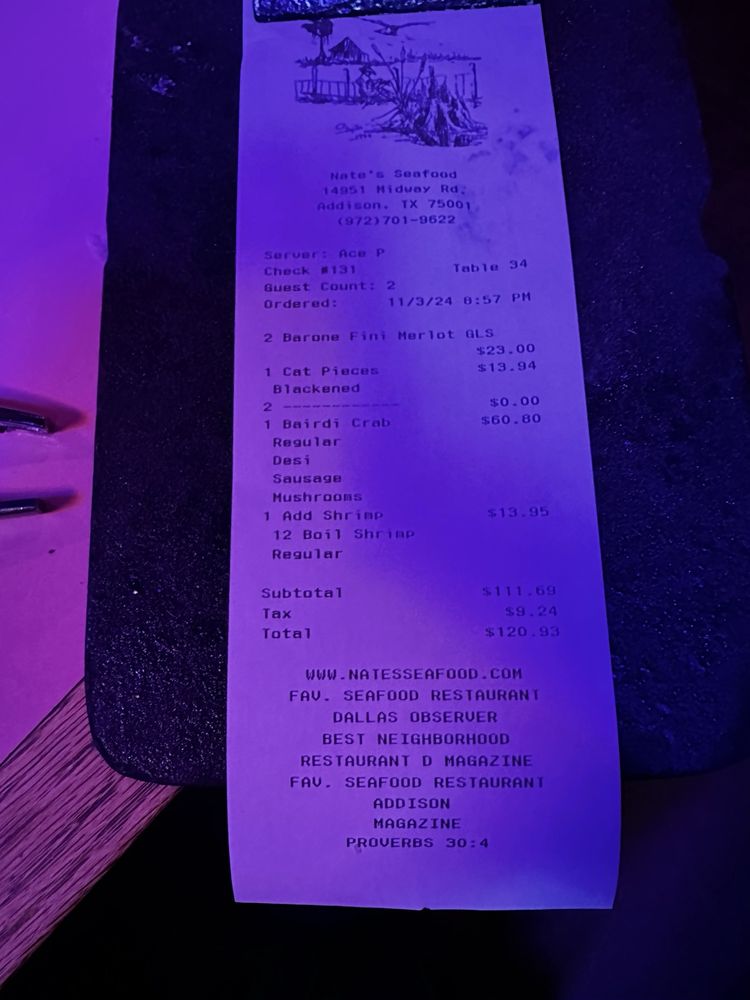 Nate's Seafood
14951 Midway Rd.
Addison, TX 75001
(972)701-9622
Server: Ace P
Check #131 Table 34
Guest Count: 2
Ordered: 11/3/24 8:57 PM
2 Barone Fini Merlot GLS
$23.00
1 Cat Pieces $13.94
Blackened
2 ------------ $0.00
1 Bairdi Crab $60.80
Regular
Desi
Sausage
Mushrooms
1 Add Shrimp $13.95
12 Boil Shrimp
Regular
Subtotal $111.69
Tax $9.24
Total $120.93
WWW.NATESSEAFOOD.COM
FAV. SEAFOOD RESTAURANT
DALLAS OBSERVER
BEST NEIGHBORHOOD
RESTAURANT D MAGAZINE
FAV. SEAFOOD RESTAURANT
ADDISON
MAGAZINE
PROVERBS 30:4